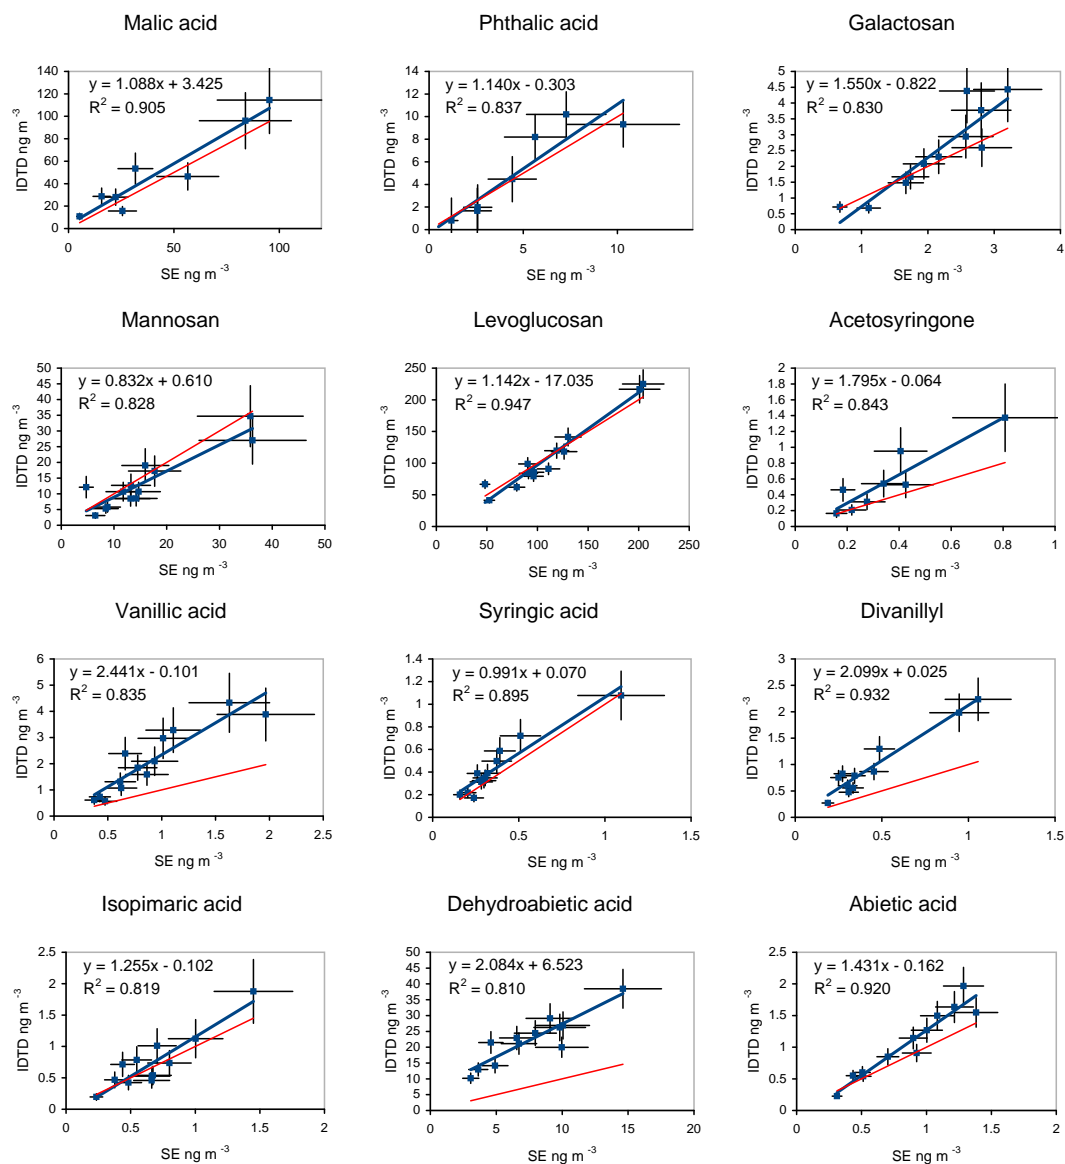 Malic acid
y = 1.088x + 3.425
R² = 0.905
IDTD ng m⁻³
140
120
100
80
60
40
20
0
0 50 100
SE ng m ⁻³
Phthalic acid
y = 1.140x - 0.303
R² = 0.837
IDTD ng m⁻³
14
12
10
8
6
4
2
0
0 5 10
SE ng m ⁻³
Galactosan
y = 1.550x - 0.822
R² = 0.830
IDTD ng m⁻³
5
4.5
4
3.5
3
2.5
2
1.5
1
0.5
0
0 1 2 3 4
SE ng m ⁻³
Mannosan
y = 0.832x + 0.610
R² = 0.828
IDTD ng m⁻³
50
45
40
35
30
25
20
15
10
5
0
0 10 20 30 40 50
SE ng m ⁻³
Levoglucosan
y = 1.142x - 17.035
R² = 0.947
IDTD ng m⁻³
250
200
150
100
50
0
0 50 100 150 200 250
SE ng m ⁻³
Acetosyringone
y = 1.795x - 0.064
R² = 0.843
IDTD ng m⁻³
2
1.8
1.6
1.4
1.2
1
0.8
0.6
0.4
0.2
0
0 0.2 0.4 0.6 0.8 1
SE ng m ⁻³
Vanillic acid
y = 2.441x - 0.101
R² = 0.835
IDTD ng m⁻³
6
5
4
3
2
1
0
0 0.5 1 1.5 2 2.5
SE ng m ⁻³
Syringic acid
y = 0.991x + 0.070
R² = 0.895
IDTD ng m⁻³
1.4
1.2
1
0.8
0.6
0.4
0.2
0
0 0.5 1 1.5
SE ng m ⁻³
Divanillyl
y = 2.099x + 0.025
R² = 0.932
IDTD ng m⁻³
3
2.5
2
1.5
1
0.5
0
0 0.5 1 1.5
SE ng m ⁻³
Isopimaric acid
y = 1.255x - 0.102
R² = 0.819
IDTD ng m⁻³
2.5
2
1.5
1
0.5
0
0 0.5 1 1.5 2
SE ng m ⁻³
Dehydroabietic acid
y = 2.084x + 6.523
R² = 0.810
IDTD ng m⁻³
50
45
40
35
30
25
20
15
10
5
0
0 5 10 15 20
SE ng m ⁻³
Abietic acid
y = 1.431x - 0.162
R² = 0.920
IDTD ng m⁻³
2.5
2
1.5
1
0.5
0
0 0.5 1 1.5 2
SE ng m ⁻³